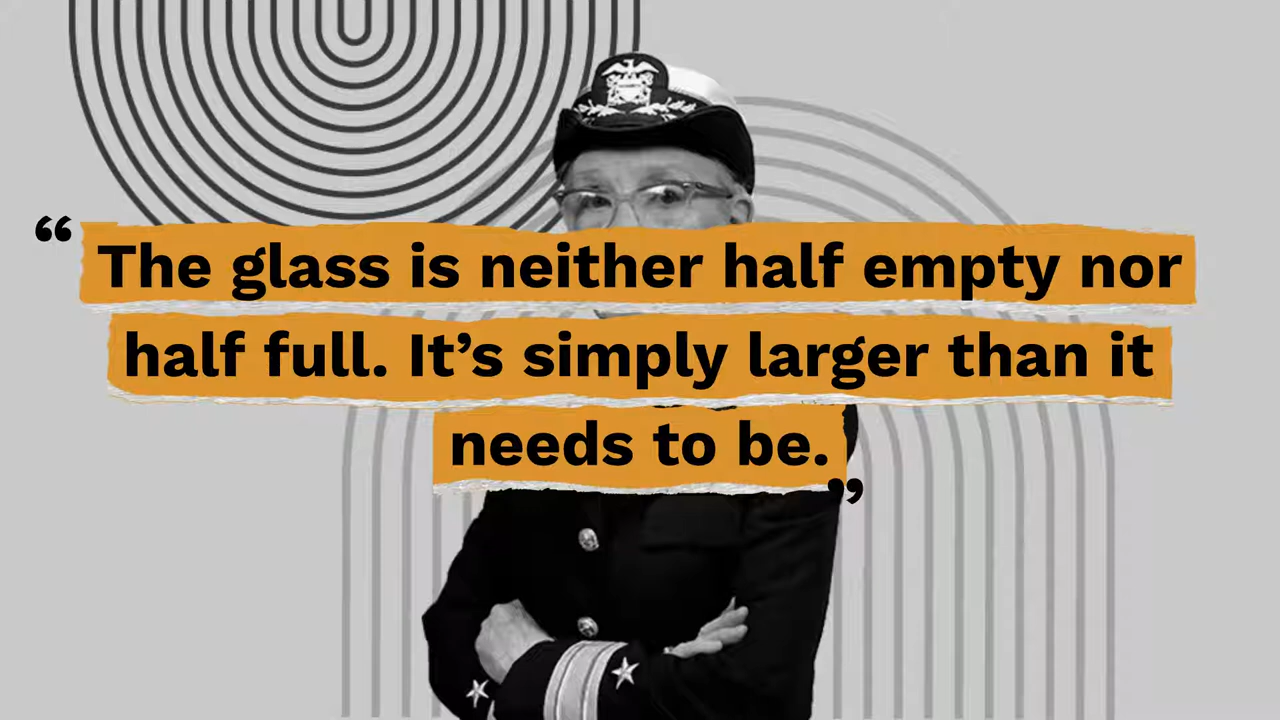 “The glass is neither half empty nor
half full. It’s simply larger than it
needs to be.”